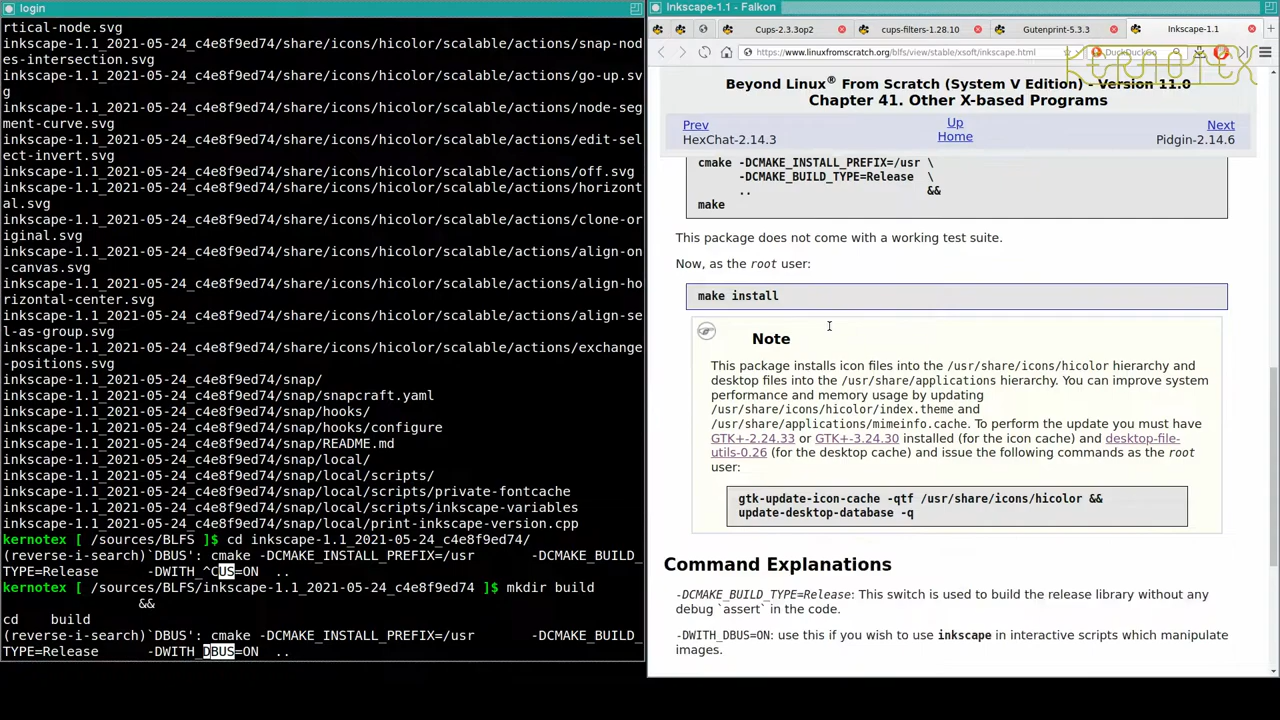 login
rtical-node.svg
inkscape-1.1_2021-05-24_c4e8f9ed74/share/icons/hicolor/scalable/actions/snap-nod
es-intersection.svg
inkscape-1.1_2021-05-24_c4e8f9ed74/share/icons/hicolor/scalable/actions/go-up.sv
g
inkscape-1.1_2021-05-24_c4e8f9ed74/share/icons/hicolor/scalable/actions/node-seg
ment-curve.svg
inkscape-1.1_2021-05-24_c4e8f9ed74/share/icons/hicolor/scalable/actions/edit-sel
ect-invert.svg
inkscape-1.1_2021-05-24_c4e8f9ed74/share/icons/hicolor/scalable/actions/off.svg
inkscape-1.1_2021-05-24_c4e8f9ed74/share/icons/hicolor/scalable/actions/horizont
al.svg
inkscape-1.1_2021-05-24_c4e8f9ed74/share/icons/hicolor/scalable/actions/clone-or
iginal.svg
inkscape-1.1_2021-05-24_c4e8f9ed74/share/icons/hicolor/scalable/actions/align-on
-canvas.svg
inkscape-1.1_2021-05-24_c4e8f9ed74/share/icons/hicolor/scalable/actions/align-ho
rizontal-center.svg
inkscape-1.1_2021-05-24_c4e8f9ed74/share/icons/hicolor/scalable/actions/align-se
l-as-group.svg
inkscape-1.1_2021-05-24_c4e8f9ed74/share/icons/hicolor/scalable/actions/exchange
-positions.svg
inkscape-1.1_2021-05-24_c4e8f9ed74/snap/
inkscape-1.1_2021-05-24_c4e8f9ed74/snap/snapcraft.yaml
inkscape-1.1_2021-05-24_c4e8f9ed74/snap/hooks/
inkscape-1.1_2021-05-24_c4e8f9ed74/snap/hooks/configure
inkscape-1.1_2021-05-24_c4e8f9ed74/snap/README.md
inkscape-1.1_2021-05-24_c4e8f9ed74/snap/local/
inkscape-1.1_2021-05-24_c4e8f9ed74/snap/local/scripts/
inkscape-1.1_2021-05-24_c4e8f9ed74/snap/local/scripts/private-fontcache
inkscape-1.1_2021-05-24_c4e8f9ed74/snap/local/scripts/inkscape-variables
inkscape-1.1_2021-05-24_c4e8f9ed74/snap/local/print-inkscape-version.cpp
kernotex [ /sources/BLFS ]$ cd inkscape-1.1_2021-05-24_c4e8f9ed74/
(reverse-i-search)`DBUS': cmake -DCMAKE_INSTALL_PREFIX=/usr       -DCMAKE_BUILD_
TYPE=Release      -DWITH_^CUS=ON  ..
kernotex [ /sources/BLFS/inkscape-1.1_2021-05-24_c4e8f9ed74 ]$ mkdir build
&&
cd    build
(reverse-i-search)`DBUS': cmake -DCMAKE_INSTALL_PREFIX=/usr       -DCMAKE_BUILD_
TYPE=Release      -DWITH_DBUS=ON  ..
Inkscape-1.1 - Falkon
Cups-2.3.3op2
cups-filters-1.28.10
Gutenprint-5.3.3
Inkscape-1.1
https://www.linuxfromscratch.org/blfs/view/stable/xsoft/inkscape.html
DuckDuckGo
KERNOTEX
Beyond Linux® From Scratch (System V Edition) - Version 11.0
Chapter 41. Other X-based Programs
Prev
Up
Next
HexChat-2.14.3
Home
Pidgin-2.14.6
cmake -DCMAKE_INSTALL_PREFIX=/usr \
-DCMAKE_BUILD_TYPE=Release  \
..                          &&
make
This package does not come with a working test suite.
Now, as the root user:
make install
Note
This package installs icon files into the /usr/share/icons/hicolor hierarchy and
desktop files into the /usr/share/applications hierarchy. You can improve system
performance and memory usage by updating
/usr/share/icons/hicolor/index.theme and
/usr/share/applications/mimeinfo.cache. To perform the update you must have
GTK+-2.24.33 or GTK+-3.24.30 installed (for the icon cache) and desktop-file-
utils-0.26 (for the desktop cache) and issue the following commands as the root
user:
gtk-update-icon-cache -qtf /usr/share/icons/hicolor &&
update-desktop-database -q
Command Explanations
-DCMAKE_BUILD_TYPE=Release: This switch is used to build the release library without any
debug `assert` in the code.
-DWITH_DBUS=ON: use this if you wish to use inkscape in interactive scripts which manipulate
images.